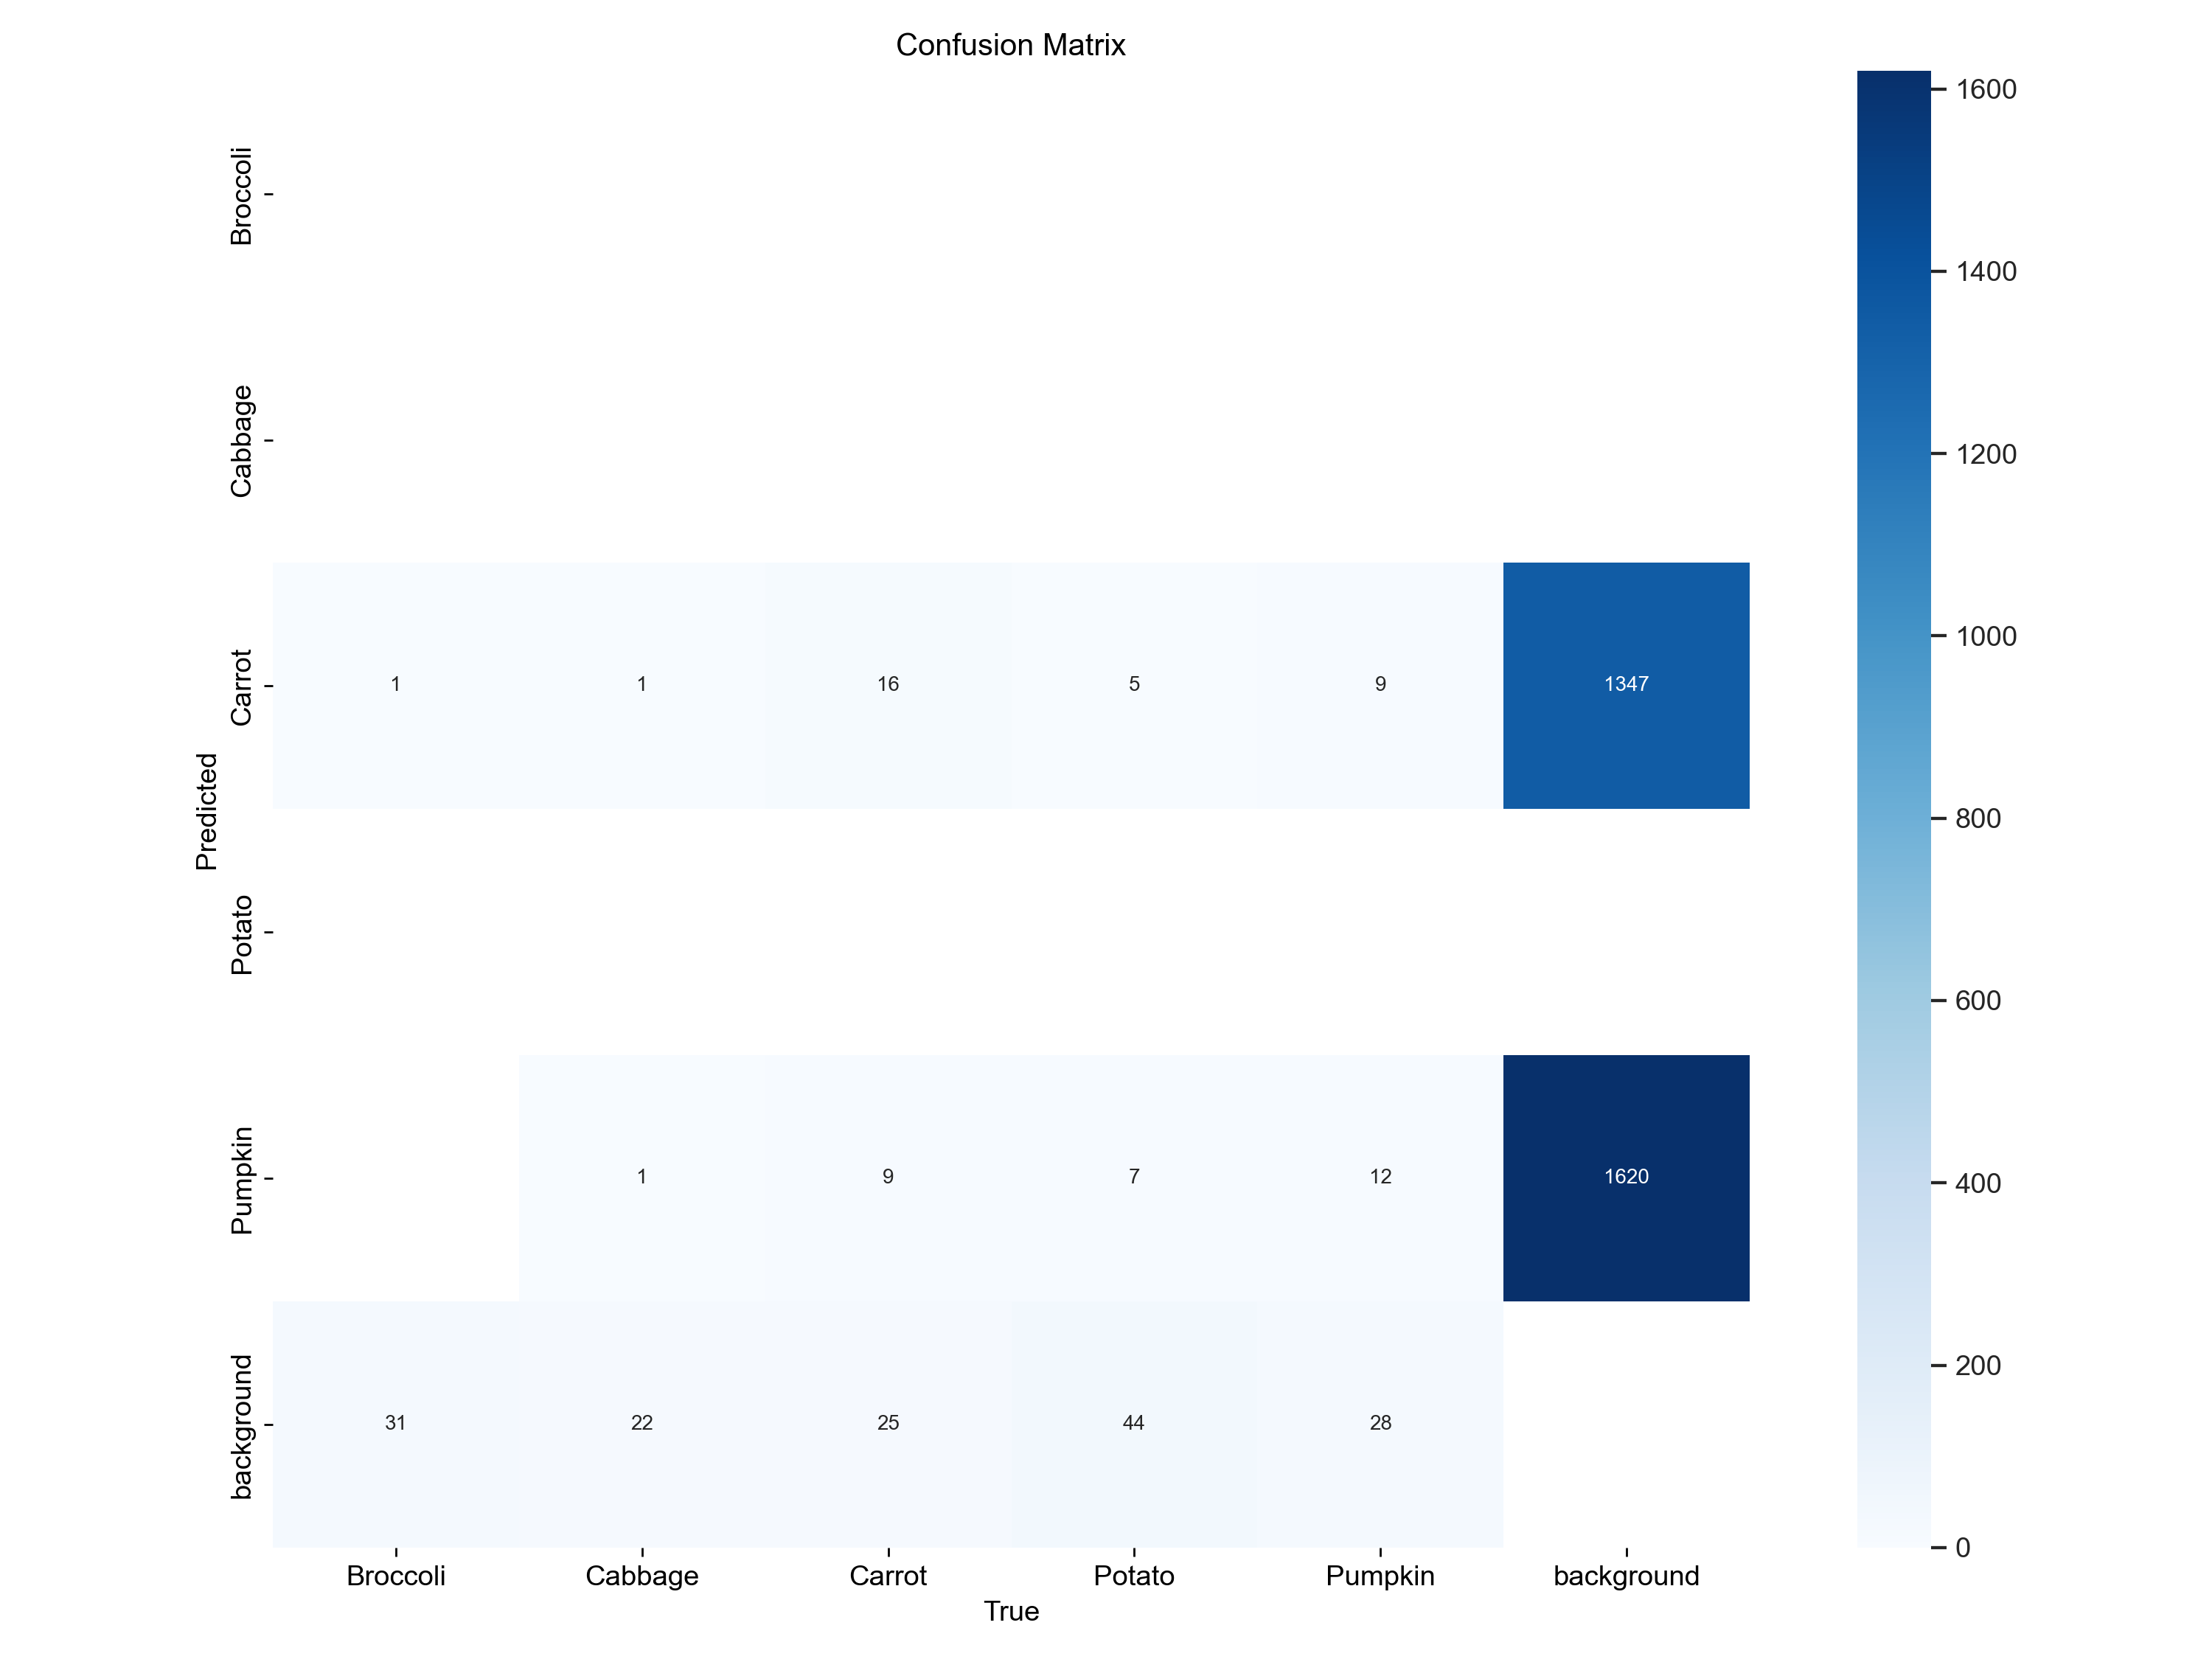 Confusion Matrix
Broccoli
Cabbage
Carrot
Potato
Pumpkin
background
Predicted
1 1 16 5 9 1347
1 9 7 12 1620
31 22 25 44 28
Broccoli Cabbage Carrot Potato Pumpkin background
True
1600
1400
1200
1000
800
600
400
200
0